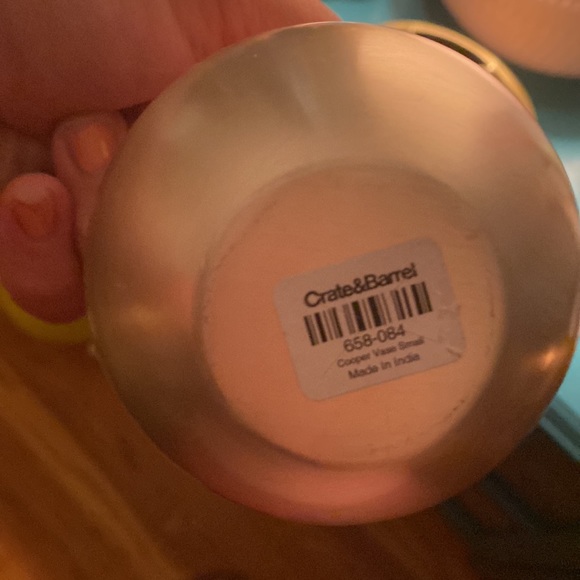 Crate&Barrel
658-084
Cooper Vase Small
Made in India